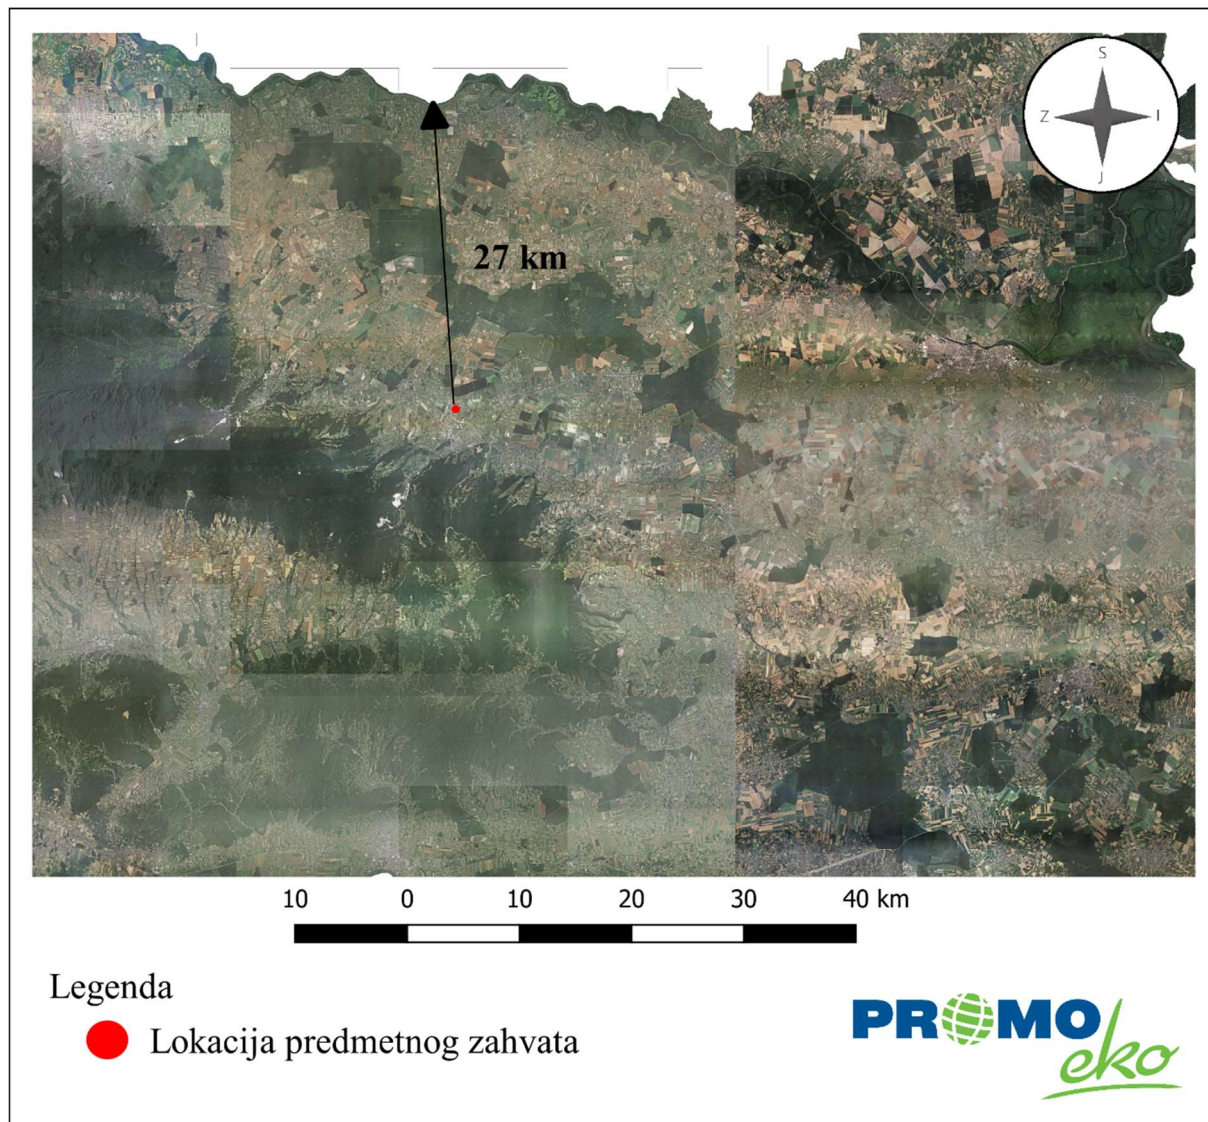 S
Z I
J
27 km
10 0 10 20 30 40 km
Legenda
Lokacija predmetnog zahvata
PROMO
eko